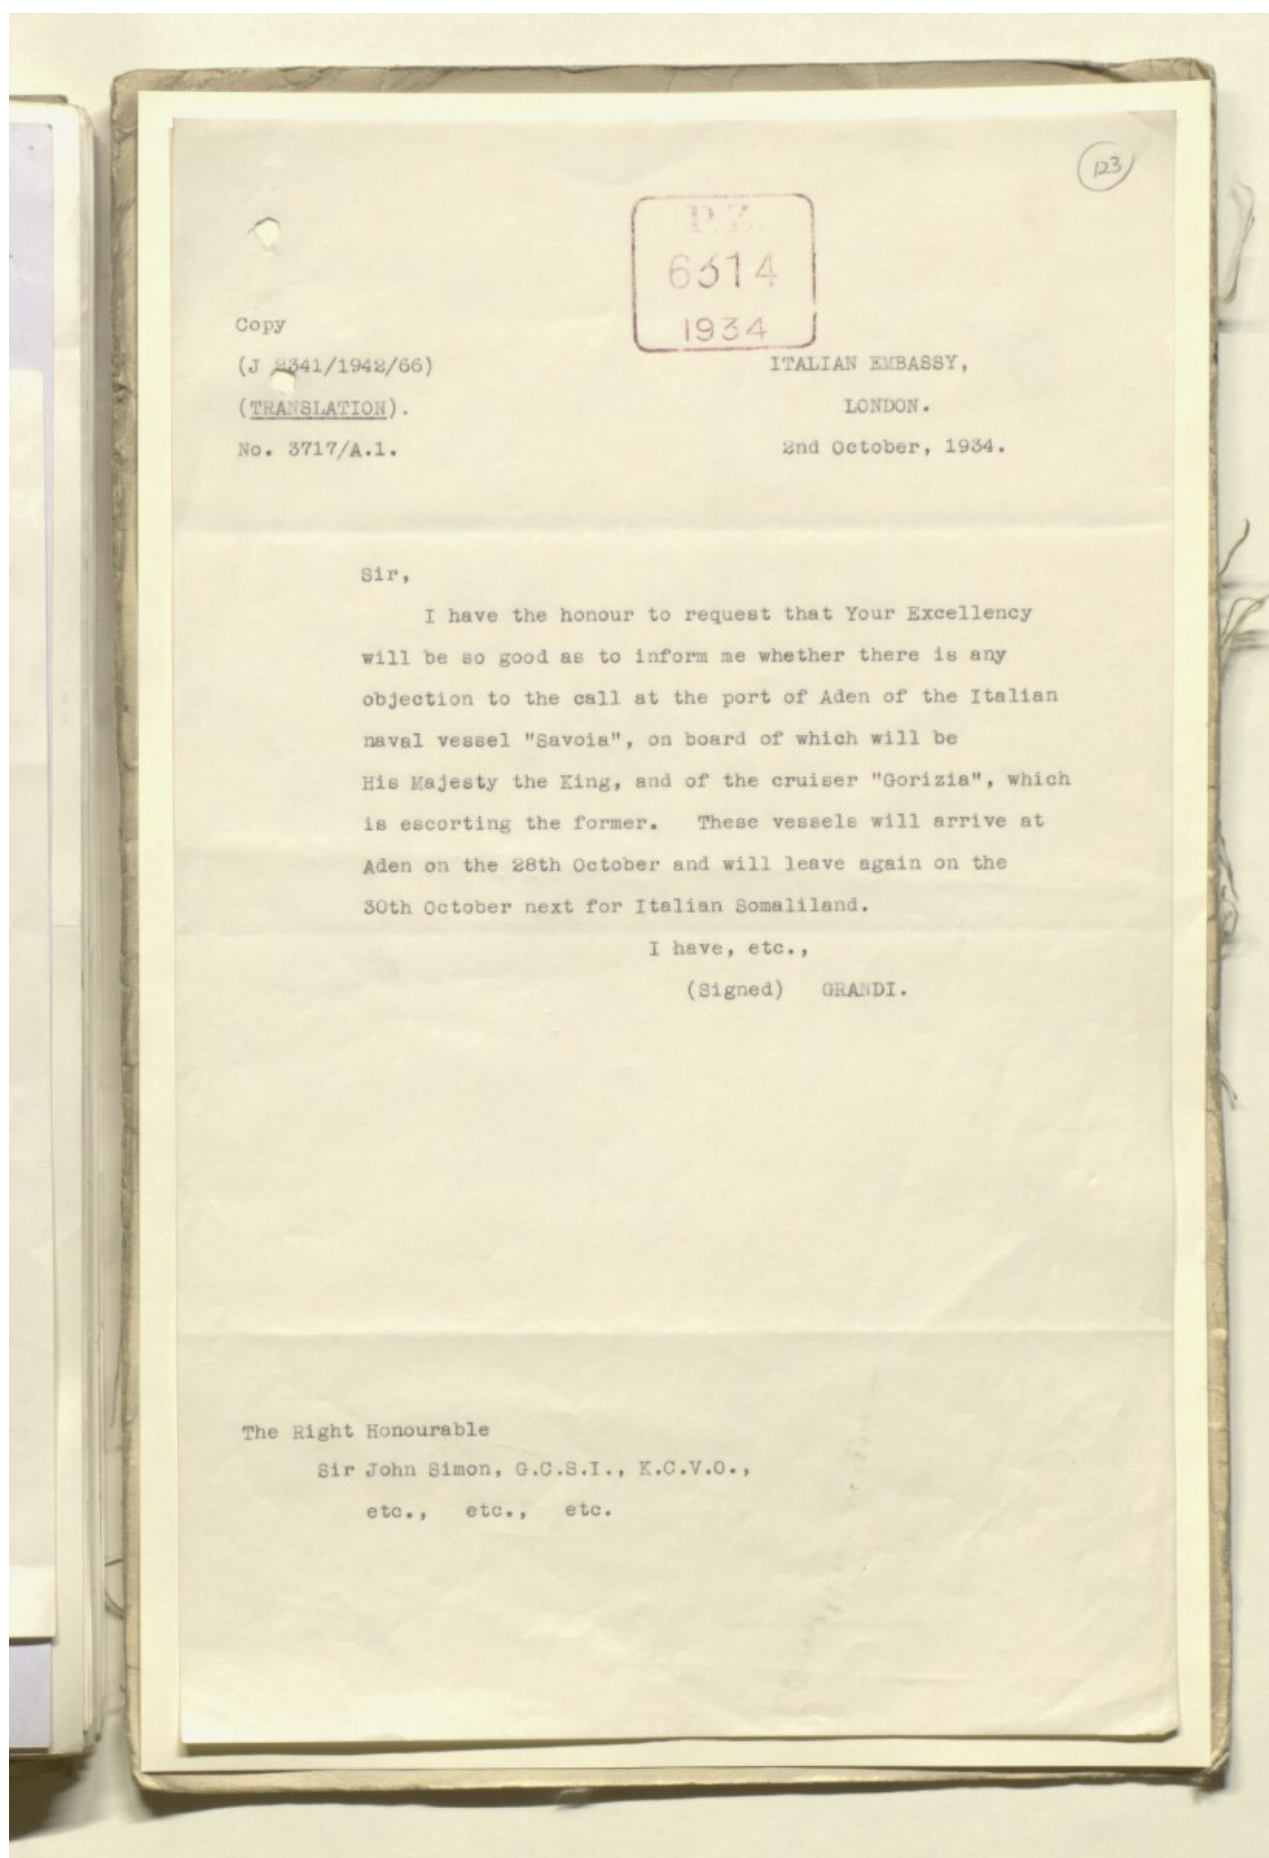 123
P.Z.
6314
1934
Copy
(J 2341/1942/66)
ITALIAN EMBASSY,
(TRANSLATION).
LONDON.
No. 3717/A.1.
2nd October, 1934.
Sir,
I have the honour to request that Your Excellency
will be so good as to inform me whether there is any
objection to the call at the port of Aden of the Italian
naval vessel "Savoia", on board of which will be
His Majesty the King, and of the cruiser "Gorizia", which
is escorting the former. These vessels will arrive at
Aden on the 28th October and will leave again on the
30th October next for Italian Somaliland.
I have, etc.,
(Signed) GRANDI.
The Right Honourable
Sir John Simon, G.C.S.I., K.C.V.O.,
etc., etc., etc.